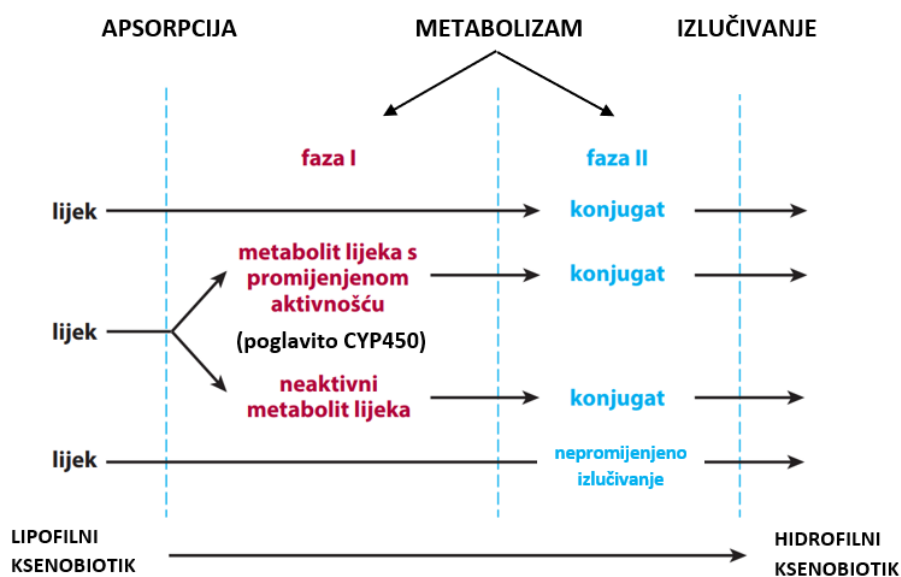 APSORPCIJA METABOLIZAM IZLUČIVANJE
faza I faza II
lijek konjugat
metabolit lijeka s
promijenjenom
aktivnošću
konjugat
lijek
(poglavito CYP450)
neaktivni
metabolit lijeka
konjugat
lijek
nepromijenjeno
izlučivanje
LIPOFILNI
KSENOBIOTIK
HIDROFILNI
KSENOBIOTIK